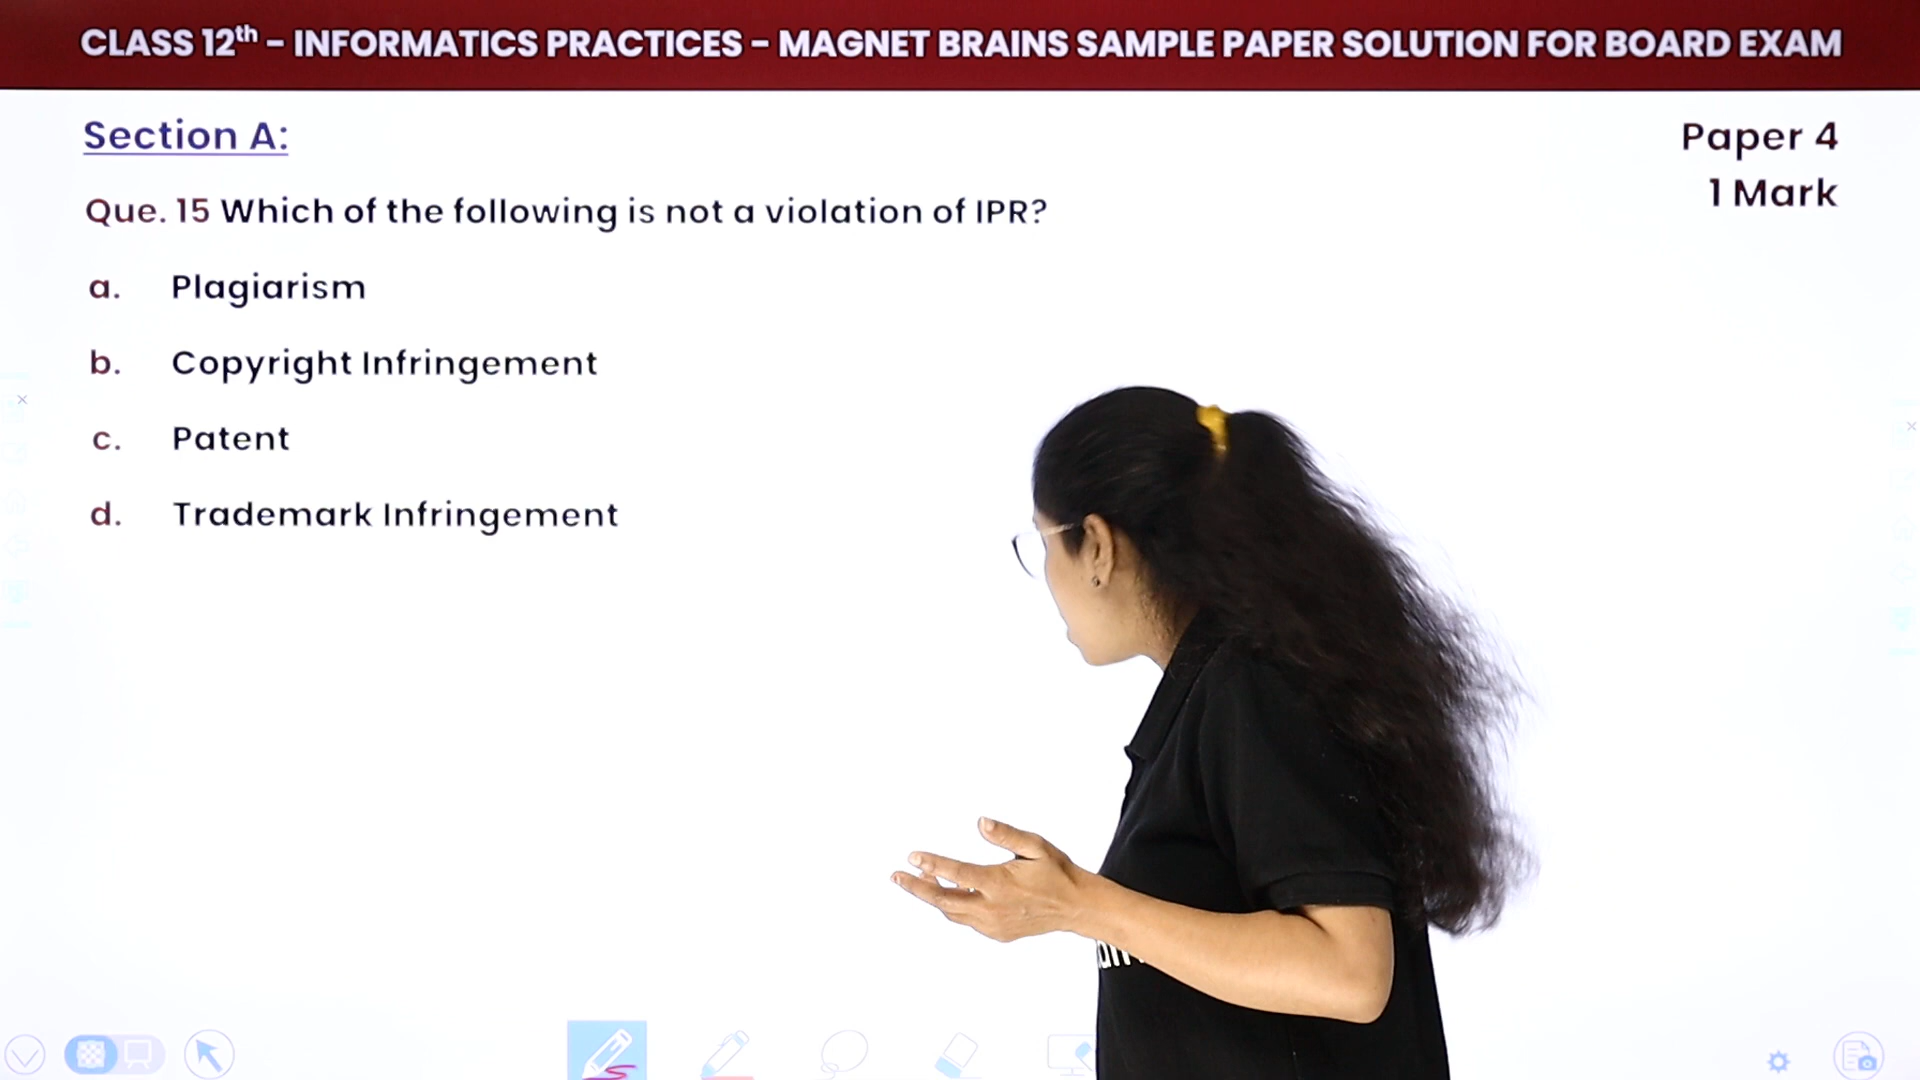 CLASS 12th - INFORMATICS PRACTICES - MAGNET BRAINS SAMPLE PAPER SOLUTION FOR BOARD EXAM
Section A:
Paper 4
1 Mark
Que. 15 Which of the following is not a violation of IPR?
a. Plagiarism
b. Copyright Infringement
c. Patent
d. Trademark Infringement